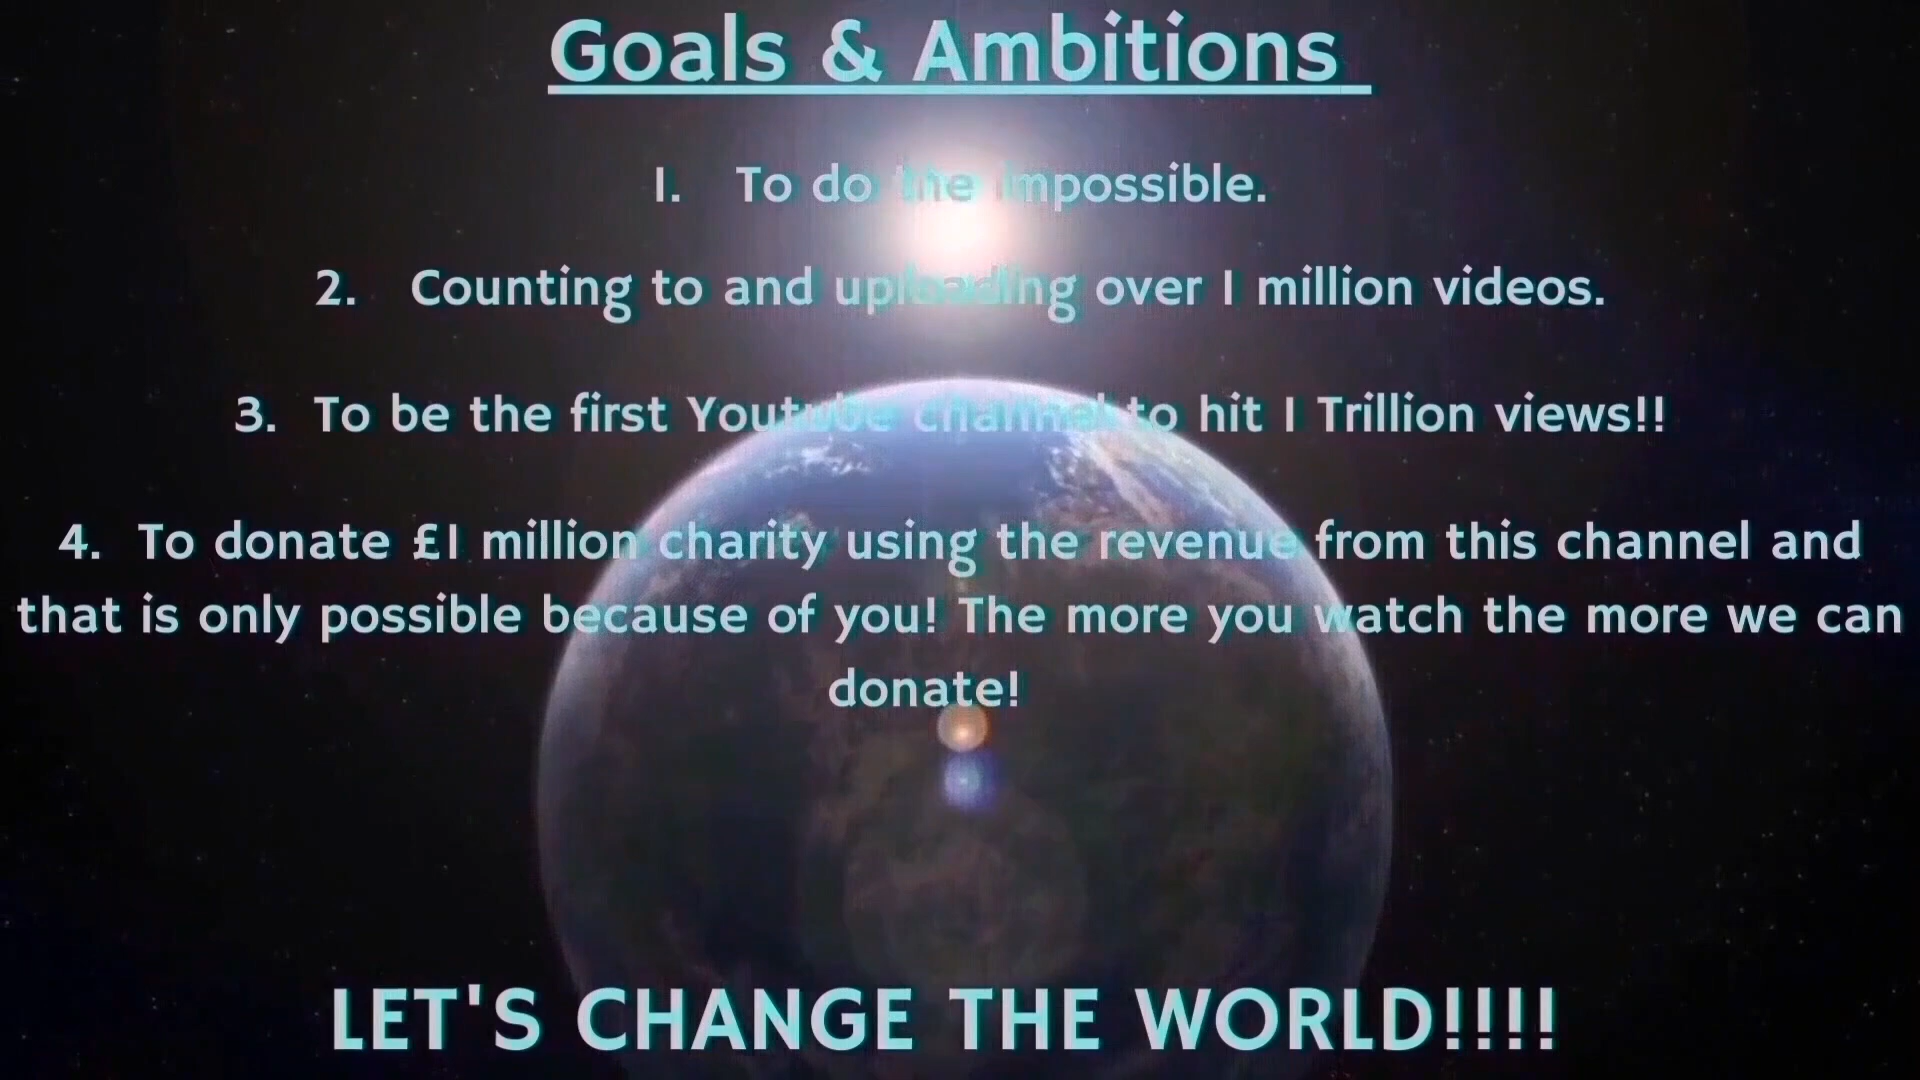 Goals & Ambitions
1. To do the impossible.
2. Counting to and uploading over 1 million videos.
3. To be the first Youtube channel to hit 1 Trillion views!!
4. To donate £1 million charity using the revenue from this channel and
that is only possible because of you! The more you watch the more we can
donate!
LET'S CHANGE THE WORLD!!!!